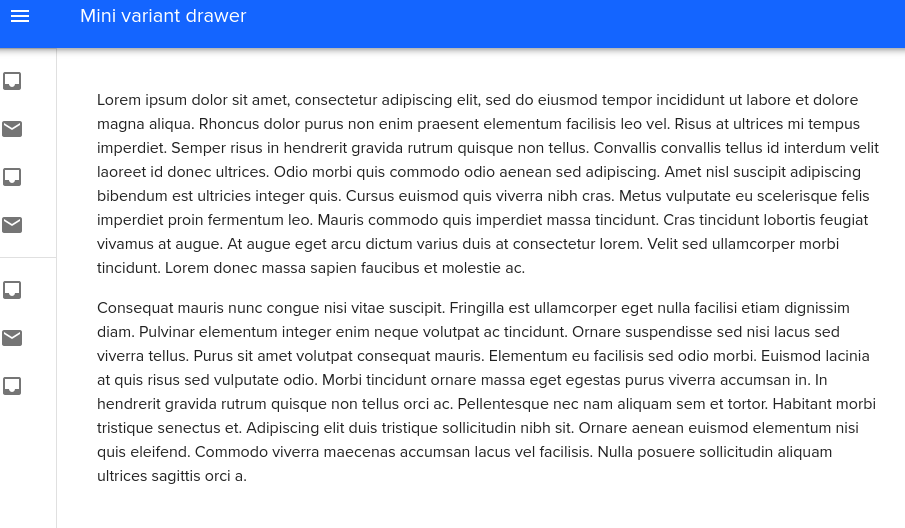 Mini variant drawer
Lorem ipsum dolor sit amet, consectetur adipiscing elit, sed do eiusmod tempor incididunt ut labore et dolore
magna aliqua. Rhoncus dolor purus non enim praesent elementum facilisis leo vel. Risus at ultrices mi tempus
imperdiet. Semper risus in hendrerit gravida rutrum quisque non tellus. Convallis convallis tellus id interdum velit
laoreet id donec ultrices. Odio morbi quis commodo odio aenean sed adipiscing. Amet nisl suscipit adipiscing
bibendum est ultricies integer quis. Cursus euismod quis viverra nibh cras. Metus vulputate eu scelerisque felis
imperdiet proin fermentum leo. Mauris commodo quis imperdiet massa tincidunt. Cras tincidunt lobortis feugiat
vivamus at augue. At augue eget arcu dictum varius duis at consectetur lorem. Velit sed ullamcorper morbi
tincidunt. Lorem donec massa sapien faucibus et molestie ac.
Consequat mauris nunc congue nisi vitae suscipit. Fringilla est ullamcorper eget nulla facilisi etiam dignissim
diam. Pulvinar elementum integer enim neque volutpat ac tincidunt. Ornare suspendisse sed nisi lacus sed
viverra tellus. Purus sit amet volutpat consequat mauris. Elementum eu facilisis sed odio morbi. Euismod lacinia
at quis risus sed vulputate odio. Morbi tincidunt ornare massa eget egestas purus viverra accumsan in. In
hendrerit gravida rutrum quisque non tellus orci ac. Pellentesque nec nam aliquam sem et tortor. Habitant morbi
tristique senectus et. Adipiscing elit duis tristique sollicitudin nibh sit. Ornare aenean euismod elementum nisi
quis eleifend. Commodo viverra maecenas accumsan lacus vel facilisis. Nulla posuere sollicitudin aliquam
ultrices sagittis orci a.